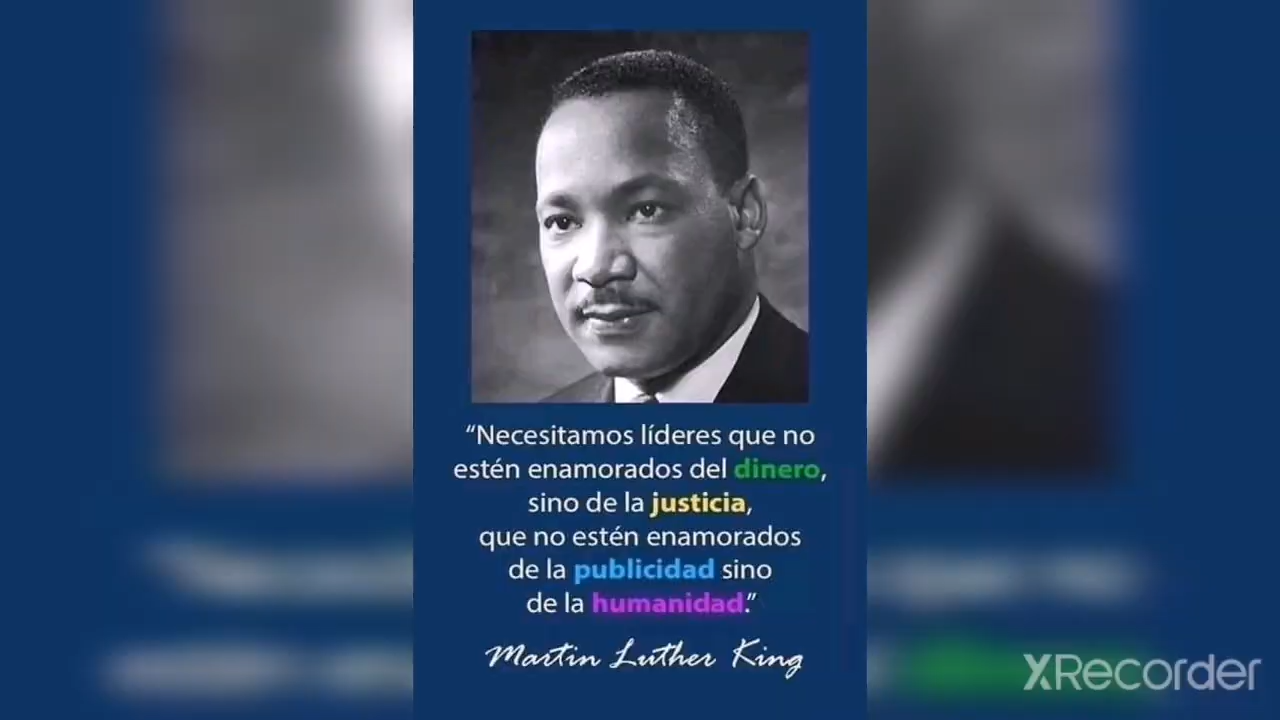 “Necesitamos líderes que no
estén enamorados del dinero,
sino de la justicia,
que no estén enamorados
de la publicidad sino
de la humanidad.”
Martin Luther King
XRecorder